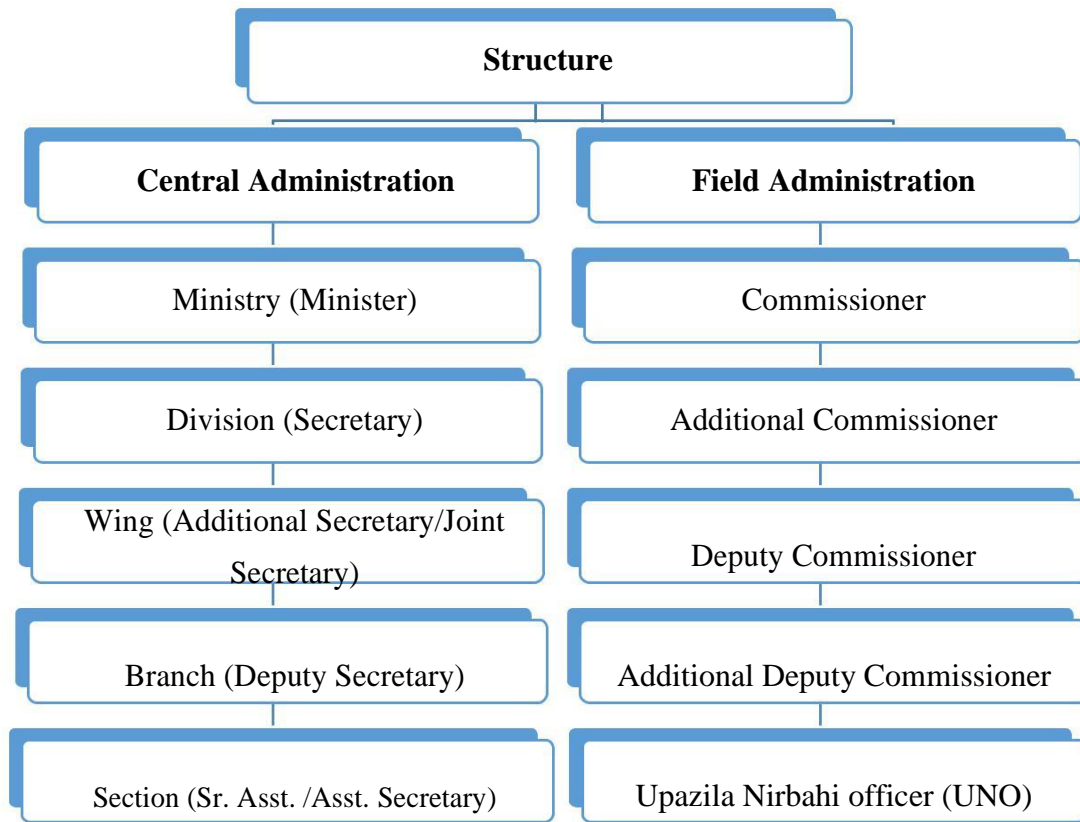 Structure
Central Administration
Field Administration
Ministry (Minister)
Commissioner
Division (Secretary)
Additional Commissioner
Wing (Additional Secretary/Joint
Secretary)
Deputy Commissioner
Branch (Deputy Secretary)
Additional Deputy Commissioner
Section (Sr. Asst. /Asst. Secretary)
Upazila Nirbahi officer (UNO)